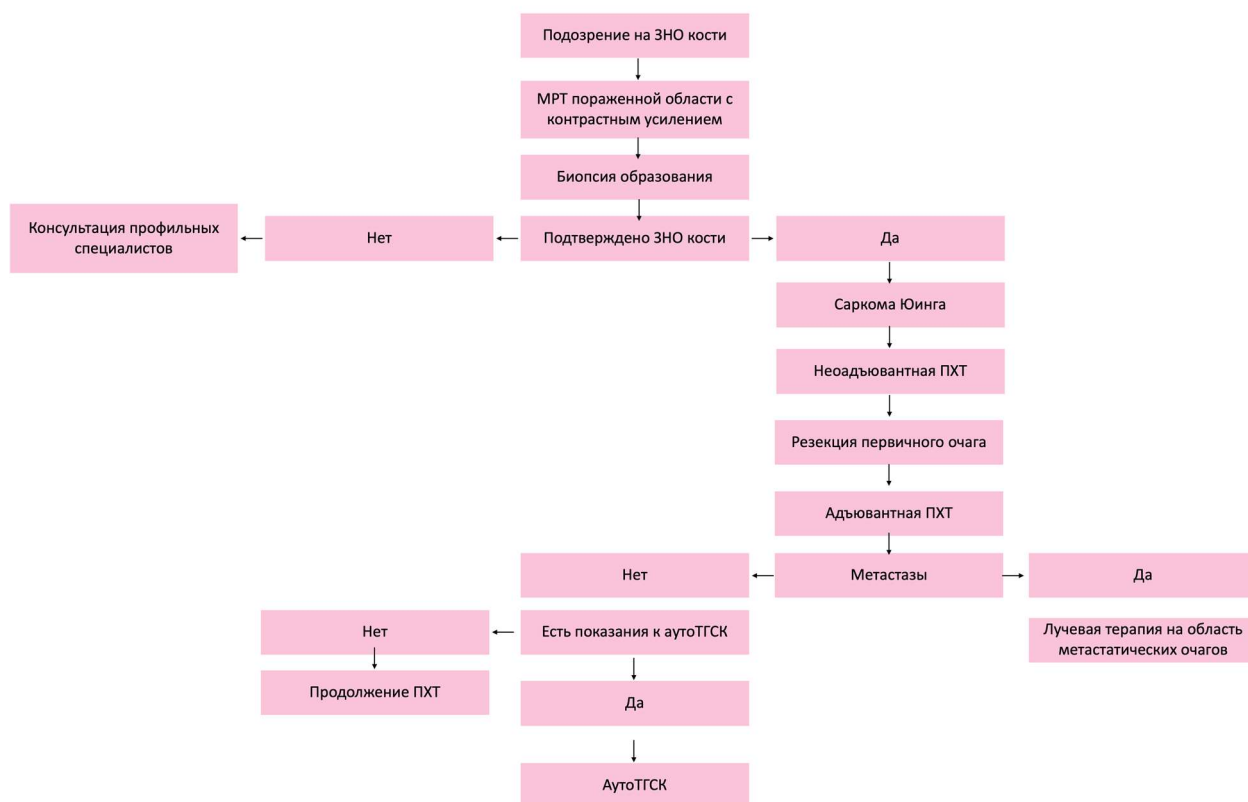 Подозрение на ЗНО кости
МРТ пораженной области с
контрастным усилением
Биопсия образования
Консультация профильных
специалистов
Нет
Подтверждено ЗНО кости
Да
Саркома Юинга
Неоадъювантная ПХТ
Резекция первичного очага
Адъювантная ПХТ
Нет
Метастазы
Да
Нет
Есть показания к аутоТГСК
Лучевая терапия на область
метастатических очагов
Продолжение ПХТ
Да
АутоТГСК